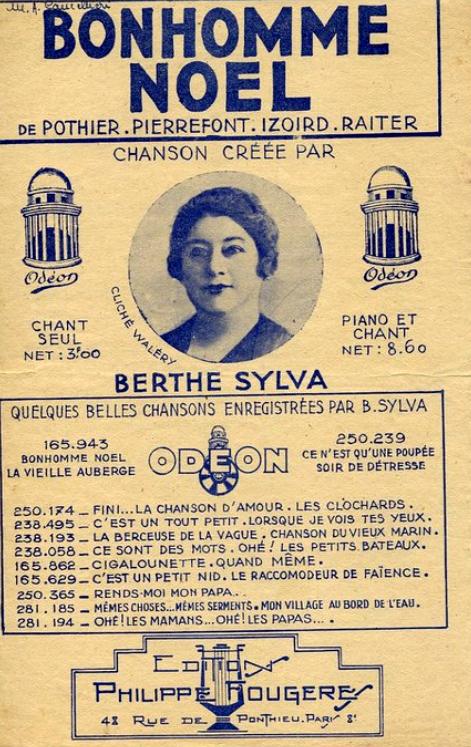 M. A.
BONHOMME
NOEL
DE POTHIER. PIERREFONT. IZOIRD. RAITER
CHANSON CRÉÉE PAR
Odéon
Odéon
CLICHÉ WALÉRY
CHANT
SEUL
NET : 3.F00
PIANO ET
CHANT
NET : 8.60
BERTHE SYLVA
QUELQUES BELLES CHANSONS ENREGISTRÉES PAR B. SYLVA
165.943
BONHOMME NOEL
LA VIEILLE AUBERGE
ODEON
250.239
CE N'EST QU'UNE POUPÉE
SOIR DE DÉTRESSE
250.174 _ FINI...LA CHANSON D'AMOUR. LES CLOCHARDS.
238.495 _ C'EST UN TOUT PETIT. LORSQUE JE VOIS TES YEUX.
238.193 _ LA BERCEUSE DE LA VAGUE. CHANSON DU VIEUX MARIN.
238.058 _ CE SONT DES MOTS. OHÉ! LES PETITS BATEAUX.
165.862 _ CIGALOUNETTE. QUAND MÊME.
165.629 _ C'EST UN PETIT NID. LE RACCOMODEUR DE FAÏENCE.
250.365 _ RENDS-MOI MON PAPA..
281.185 _ MÊMES CHOSES...MÊMES SERMENTS. MON VILLAGE AU BORD DE L'EAU.
281.194 _ OHÉ! LES MAMANS...OHÉ! LES PAPAS....
EDITIONS
PHILIPPE FOUGERES
48 RUE DE PONTHIEU. PARIS 8e